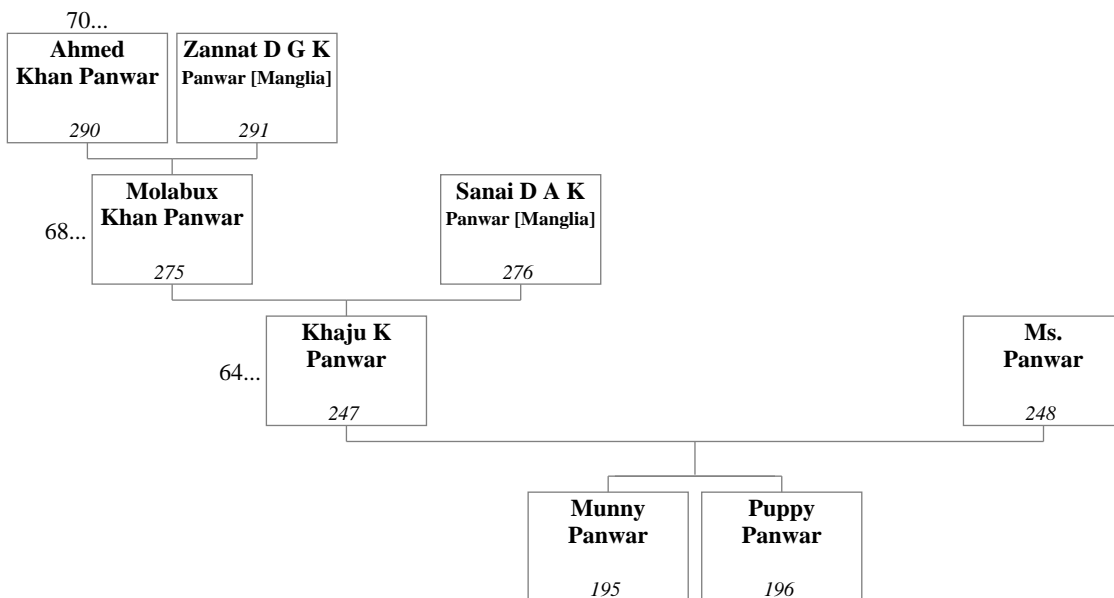 70...
Ahmed
Khan Panwar
290
Zannat D G K
Panwar [Manglia]
291
68...
Molabux
Khan Panwar
275
Sanai D A K
Panwar [Manglia]
276
64...
Khaju K
Panwar
247
Ms.
Panwar
248
Munny
Panwar
195
Puppy
Panwar
196